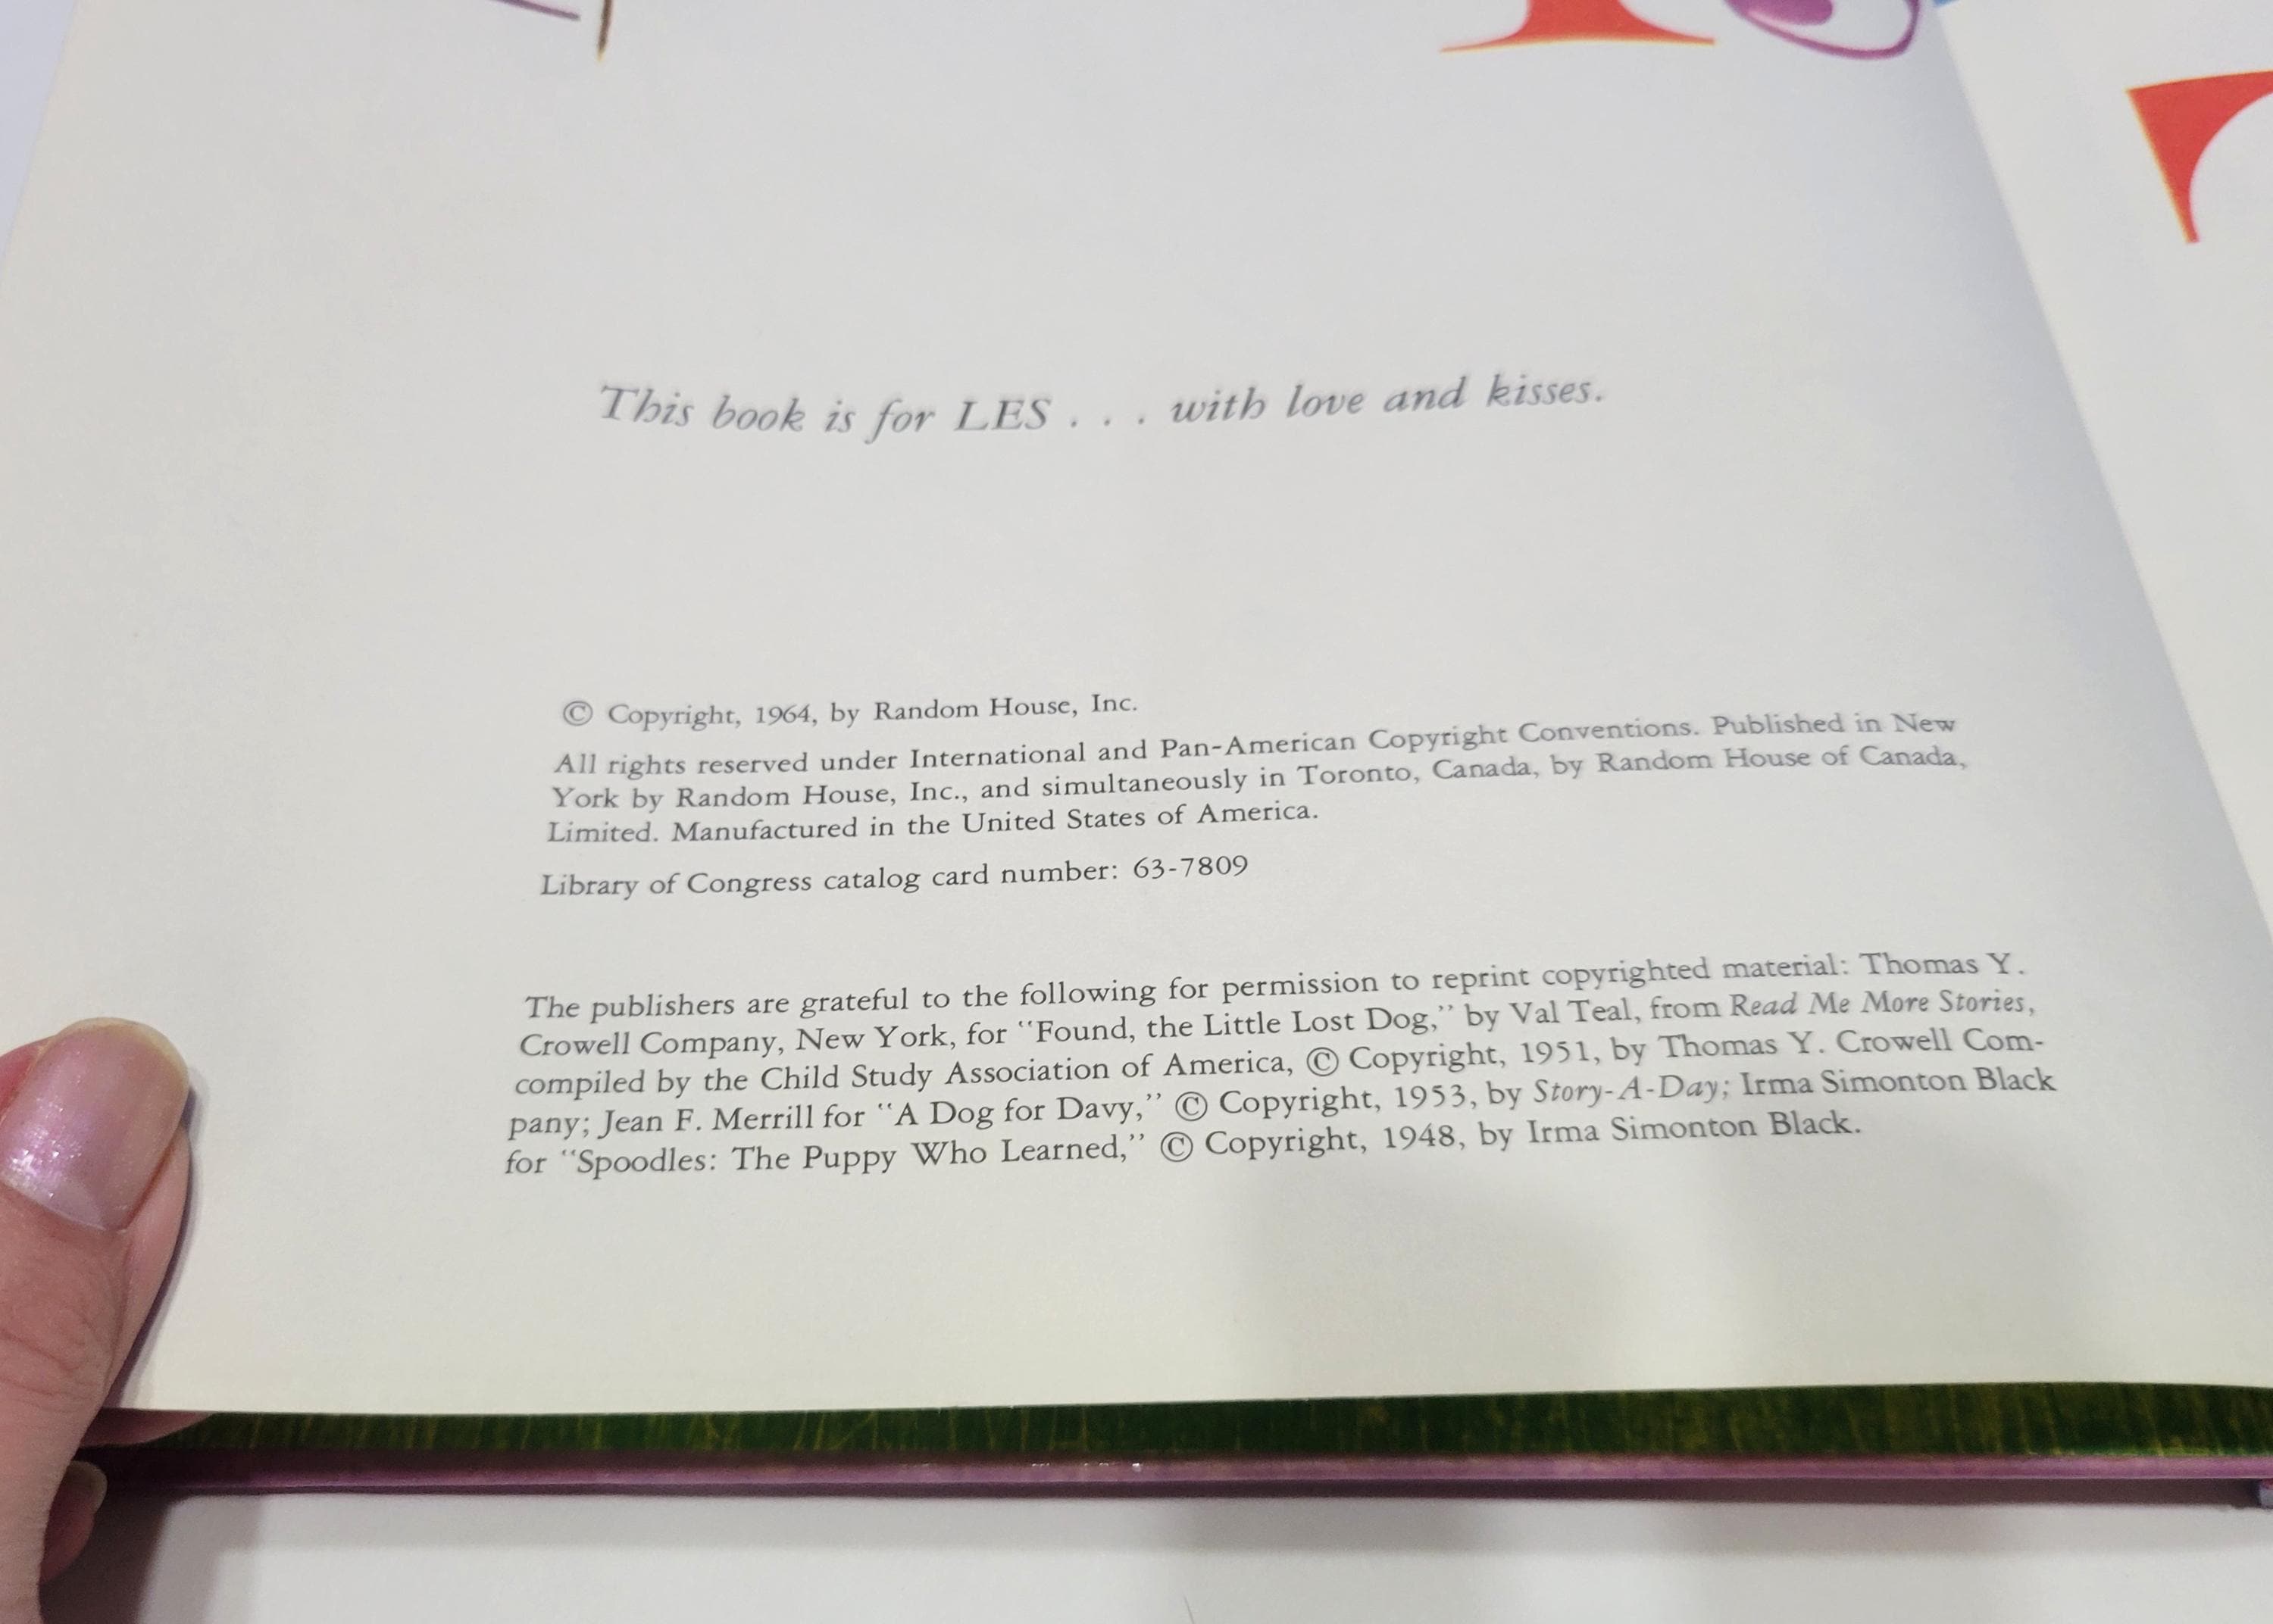 This book is for LES . . . with love and kisses.
© Copyright, 1964, by Random House, Inc.
All rights reserved under International and Pan-American Copyright Conventions. Published in New
York by Random House, Inc., and simultaneously in Toronto, Canada, by Random House of Canada,
Limited. Manufactured in the United States of America.
Library of Congress catalog card number: 63-7809
The publishers are grateful to the following for permission to reprint copyrighted material: Thomas Y.
Crowell Company, New York, for "Found, the Little Lost Dog," by Val Teal, from Read Me More Stories,
compiled by the Child Study Association of America, © Copyright, 1951, by Thomas Y. Crowell Com-
pany; Jean F. Merrill for "A Dog for Davy," © Copyright, 1953, by Story-A-Day; Irma Simonton Black
for "Spoodles: The Puppy Who Learned," © Copyright, 1948, by Irma Simonton Black.